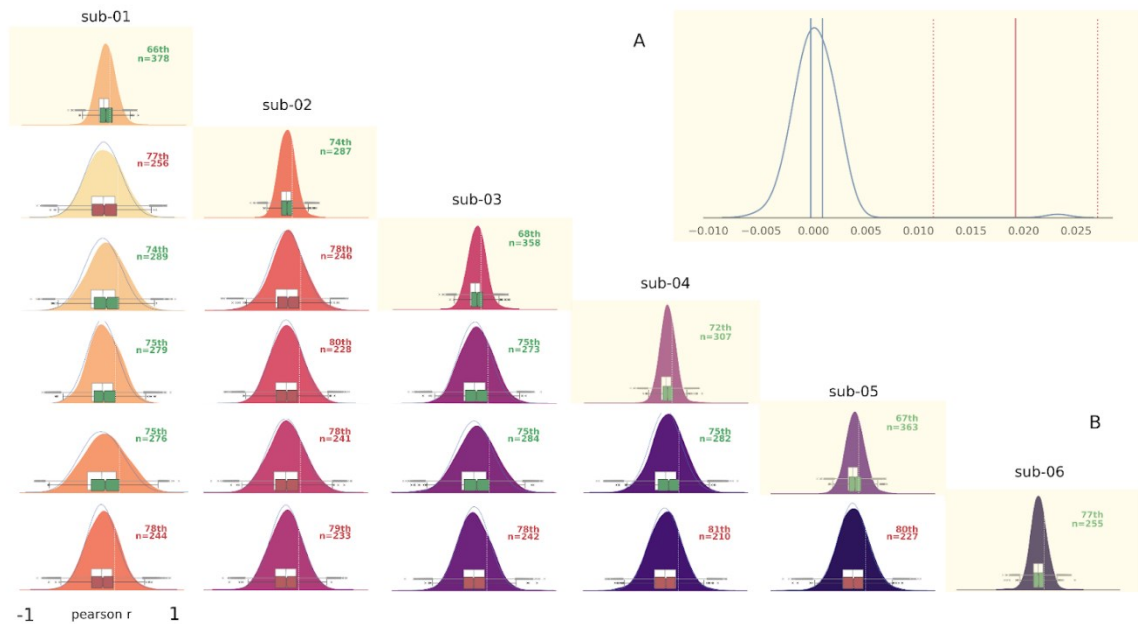 sub-01
66th
n=378
A
-0.010
-0.005
0.000
0.005
0.010
0.015
0.020
0.025
sub-02
77th
n=256
74th
n=287
sub-03
74th
n=289
78th
n=246
68th
n=358
sub-04
75th
n=279
80th
n=228
75th
n=273
72th
n=307
sub-05
75th
n=276
78th
n=241
75th
n=284
75th
n=282
67th
n=363
B
sub-06
78th
n=244
79th
n=233
78th
n=242
81th
n=210
80th
n=227
77th
n=255
-1 pearson r 1